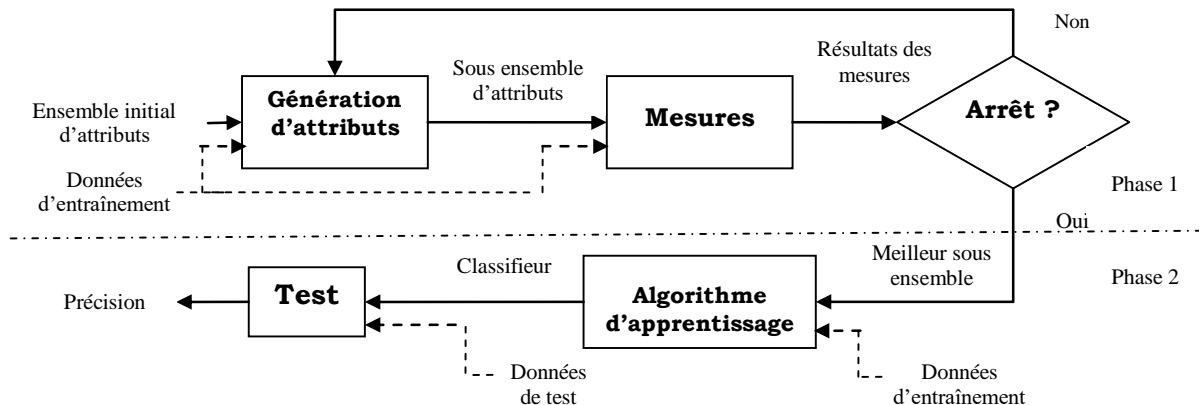 Non
Résultats des
mesures
Sous ensemble
d'attributs
Génération
d'attributs
Mesures
Arrêt ?
Ensemble initial
d'attributs
Données
d'entraînement
Phase 1
Oui
Meilleur sous
ensemble
Phase 2
Classifieur
Test
Précision
Algorithme
d'apprentissage
Données
de test
Données
d'entraînement